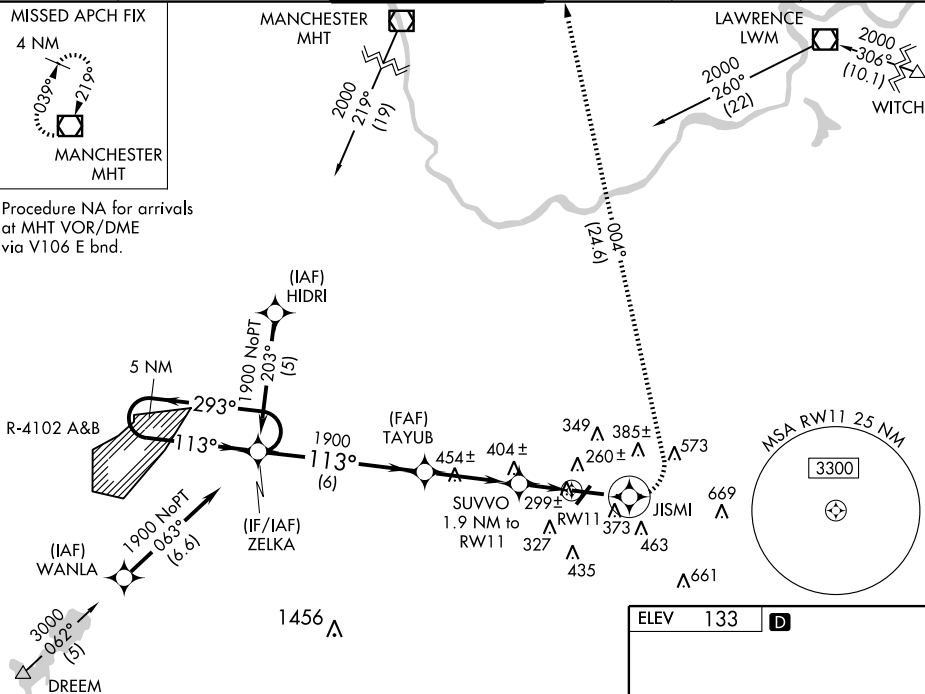 MISSED APCH FIX
4 NM
039°
219°
MANCHESTER
MHT
MANCHESTER
MHT
2000
219°
(19)
LAWRENCE
LWM
2000
260°
(22)
2000
306°
(10.1)
WITCH
Procedure NA for arrivals
at MHT VOR/DME
via V106 E bnd.
004°
(24.6)
(IAF)
HIDRI
1900 NoPT
203°
(5)
5 NM
R-4102 A&B
293°
113°
1900
113°
(6)
(FAF)
TAYUB
454±
404±
349
385±
260±
573
MSA RW11 25 NM
3300
(IF/IAF)
ZELKA
SUVVO
1.9 NM to
RW11
299±
RW11
373
JISMI
669
327
463
435
661
1900 NoPT
063°
(6.6)
(IAF)
WANLA
3000
062°
(5)
DREEM
1456
ELEV 133 D